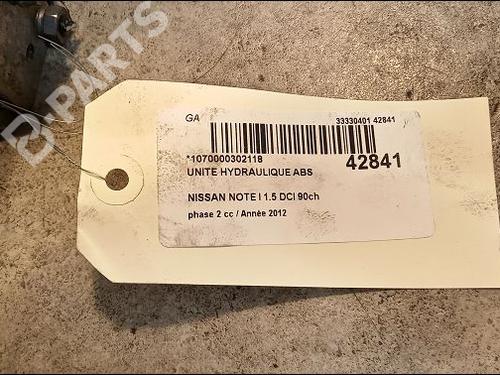 D-PARTS
GA 33330401 42841
*1070000302118 42841
UNITE HYDRAULIQUE ABS
NISSAN NOTE I 1.5 DCI 90ch
phase 2 cc / Année 2012